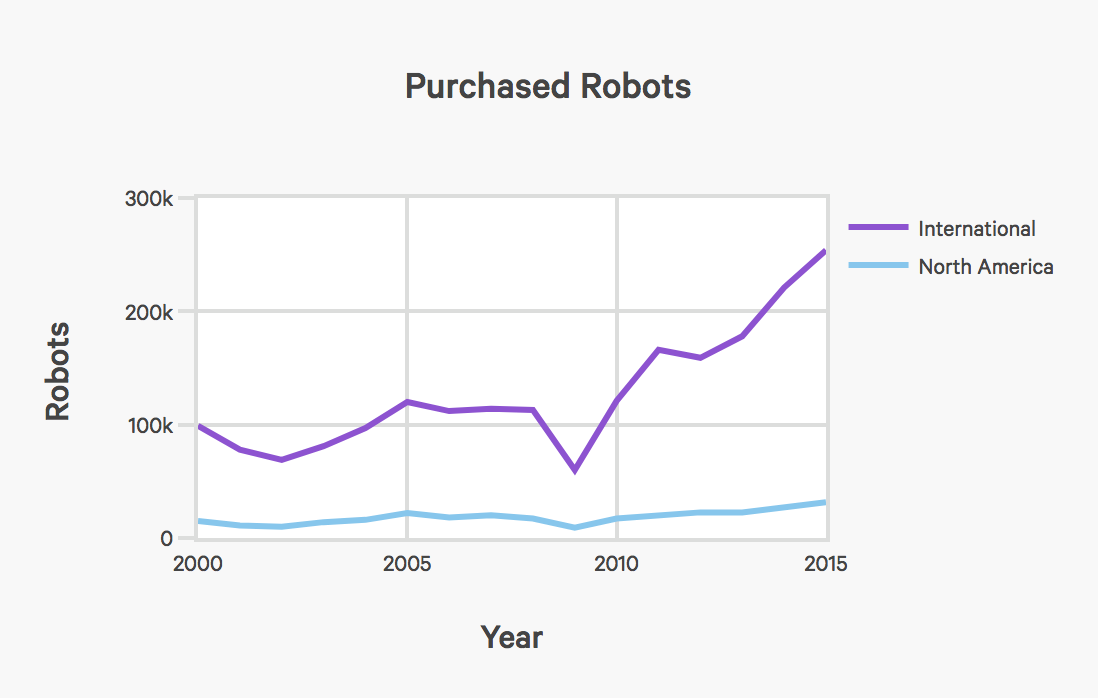 Purchased Robots
300k
200k
100k
0
Robots
2000
2005
2010
2015
Year
International
North America